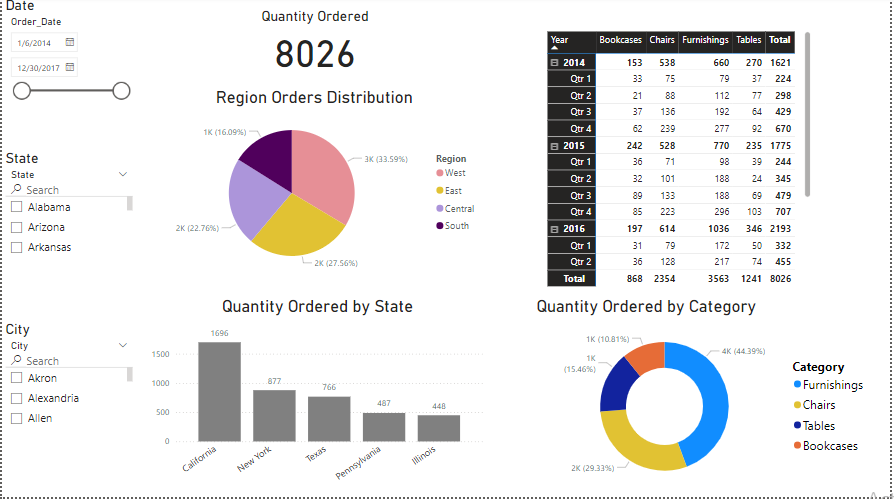 Date
Order_Date
1/6/2014
12/30/2017
State
State
Search
Alabama
Arizona
Arkansas
City
City
Search
Akron
Alexandria
Allen
Quantity Ordered
8026
Region Orders Distribution
1K (16.09%)
3K (33.59%)
2K (22.76%)
2K (27.56%)
Region
West
East
Central
South
Year Bookcases Chairs Furnishings Tables Total
2014 153 538 660 270 1621
Qtr 1 33 75 79 37 224
Qtr 2 21 88 112 77 298
Qtr 3 37 136 192 64 429
Qtr 4 62 239 277 92 670
2015 242 528 770 235 1775
Qtr 1 36 71 98 39 244
Qtr 2 32 101 188 24 345
Qtr 3 89 133 188 69 479
Qtr 4 85 223 296 103 707
2016 197 614 1036 346 2193
Qtr 1 31 79 172 50 332
Qtr 2 36 128 217 74 455
Total 868 2354 3563 1241 8026
Quantity Ordered by State
1500
1000
500
0
1696
877
766
487
448
California
New York
Texas
Pennsylvania
Illinois
Quantity Ordered by Category
1K (10.81%)
4K (44.39%)
1K
(15.46%)
2K (29.33%)
Category
Furnishings
Chairs
Tables
Bookcases